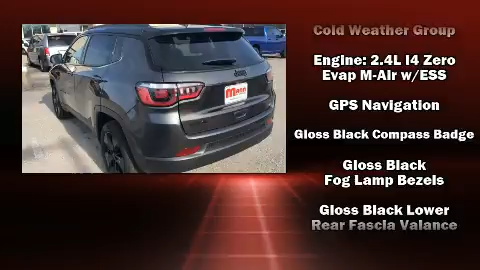 Cold Weather Group
Engine: 2.4L I4 Zero
Evap M-Air w/ESS
GPS Navigation
Gloss Black Compass Badge
Gloss Black
Fog Lamp Bezels
Gloss Black Lower
Rear Fascia Valance